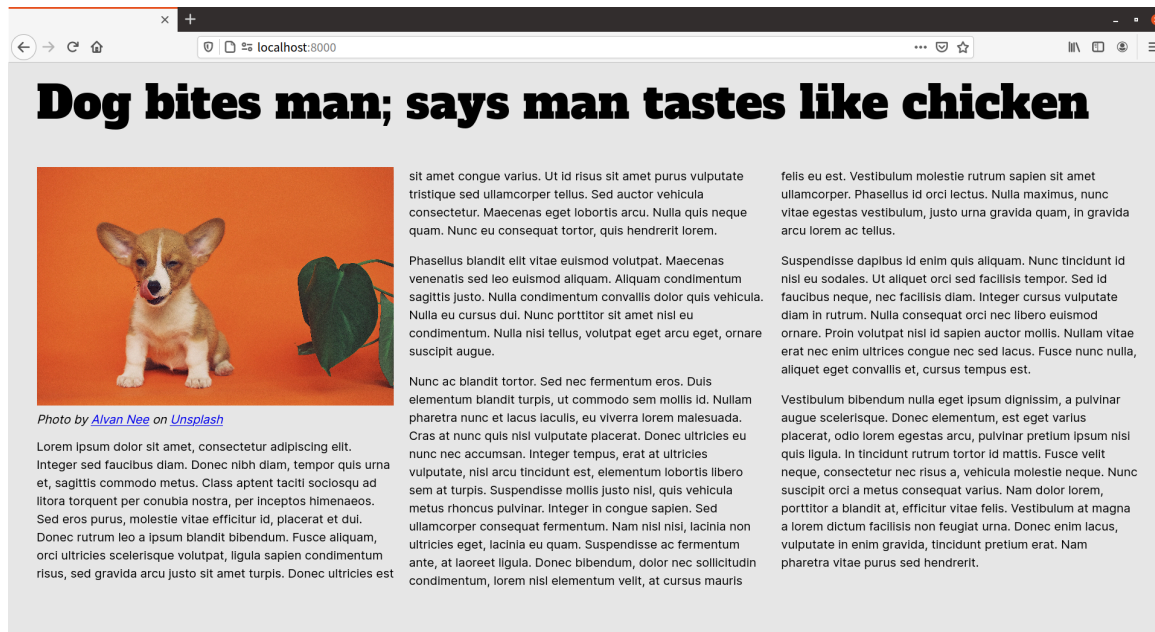 localhost:8000
Dog bites man; says man tastes like chicken
Photo by Alvan Nee on Unsplash
Lorem ipsum dolor sit amet, consectetur adipiscing elit.
Integer sed faucibus diam. Donec nibh diam, tempor quis urna
et, sagittis commodo metus. Class aptent taciti sociosqu ad
litora torquent per conubia nostra, per inceptos himenaeos.
Sed eros purus, molestie vitae efficitur id, placerat et dui.
Donec rutrum leo a ipsum blandit bibendum. Fusce aliquam,
orci ultricies scelerisque volutpat, ligula sapien condimentum
risus, sed gravida arcu justo sit amet turpis. Donec ultricies est
sit amet congue varius. Ut id risus sit amet purus vulputate
tristique sed ullamcorper tellus. Sed auctor vehicula
consectetur. Maecenas eget lobortis arcu. Nulla quis neque
quam. Nunc eu consequat tortor, quis hendrerit lorem.
Phasellus blandit elit vitae euismod volutpat. Maecenas
venenatis sed leo euismod aliquam. Aliquam condimentum
sagittis justo. Nulla condimentum convallis dolor quis vehicula.
Nulla eu cursus dui. Nunc porttitor sit amet nisl eu
condimentum. Nulla nisi tellus, volutpat eget arcu eget, ornare
suscipit augue.
Nunc ac blandit tortor. Sed nec fermentum eros. Duis
elementum blandit turpis, ut commodo sem mollis id. Nullam
pharetra nunc et lacus iaculis, eu viverra lorem malesuada.
Cras at nunc quis nisl vulputate placerat. Donec ultricies eu
nunc nec accumsan. Integer tempus, erat at ultricies
vulputate, nisl arcu tincidunt est, elementum lobortis libero
sem at turpis. Suspendisse mollis justo nisl, quis vehicula
metus rhoncus pulvinar. Integer in congue sapien. Sed
ullamcorper consequat fermentum. Nam nisl nisi, lacinia non
ultricies eget, lacinia eu quam. Suspendisse ac fermentum
ante, at laoreet ligula. Donec bibendum, dolor nec sollicitudin
condimentum, lorem nisl elementum velit, at cursus mauris
felis eu est. Vestibulum molestie rutrum sapien sit amet
ullamcorper. Phasellus id orci lectus. Nulla maximus, nunc
vitae egestas vestibulum, justo urna gravida quam, in gravida
arcu lorem ac tellus.
Suspendisse dapibus id enim quis aliquam. Nunc tincidunt id
nisl eu sodales. Ut aliquet orci sed facilisis tempor. Sed id
faucibus neque, nec facilisis diam. Integer cursus vulputate
diam in rutrum. Nulla consequat orci nec libero euismod
ornare. Proin volutpat nisl id sapien auctor mollis. Nullam vitae
erat nec enim ultrices congue nec sed lacus. Fusce nunc nulla,
aliquet eget convallis et, cursus tempus est.
Vestibulum bibendum nulla eget ipsum dignissim, a pulvinar
augue scelerisque. Donec elementum, est eget varius
placerat, odio lorem egestas arcu, pulvinar pretium ipsum nisi
quis ligula. In tincidunt rutrum tortor id mattis. Fusce velit
neque, consectetur nec risus a, vehicula molestie neque. Nunc
suscipit orci a metus consequat varius. Nam dolor lorem,
porttitor a blandit at, efficitur vitae felis. Vestibulum at magna
a lorem dictum facilisis non feugiat urna. Donec enim lacus,
vulputate in enim gravida, tincidunt pretium erat. Nam
pharetra vitae purus sed hendrerit.